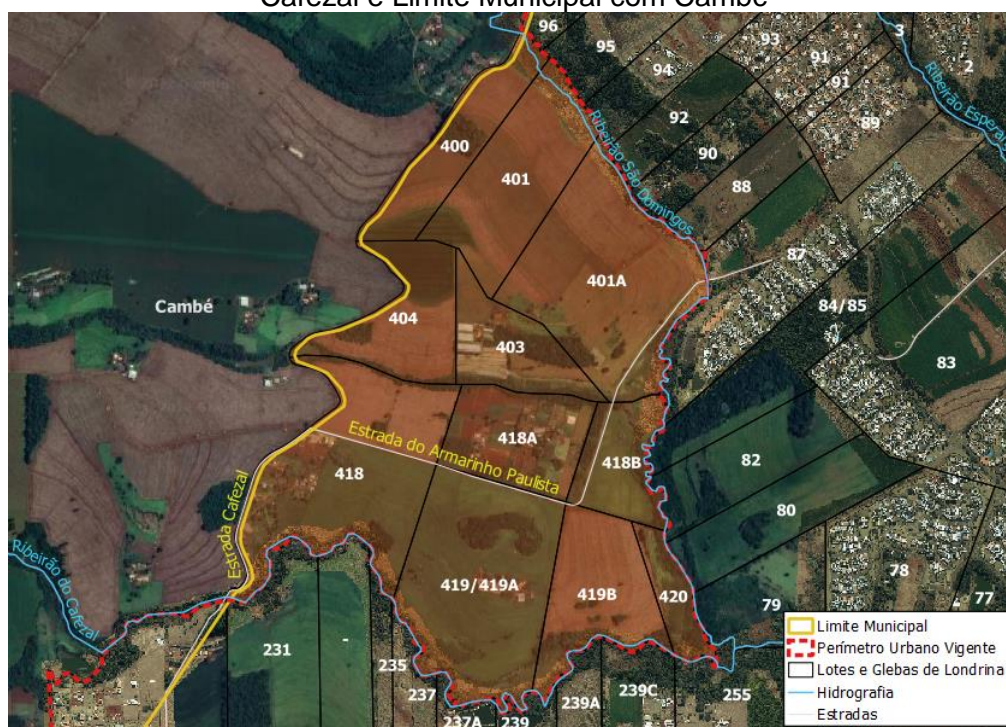 Cafezal e Limite Municipal com Cambé
96
95
94
93
91
91
3
2
Ribeirão Espera
92
90
89
88
Ribeirão São Domingos
400
401
401A
87
84/85
83
Cambé
404
403
Estrada do Armarinho Paulista
418A
418B
82
418
80
Estrada Cafezal
Ribeirão do Cafezal
419/419A
419B
420
79
78
77
231
235
237
237A
239
239A
239C
255
Limite Municipal
Perímetro Urbano Vigente
Lotes e Glebas de Londrina
Hidrografia
Estradas